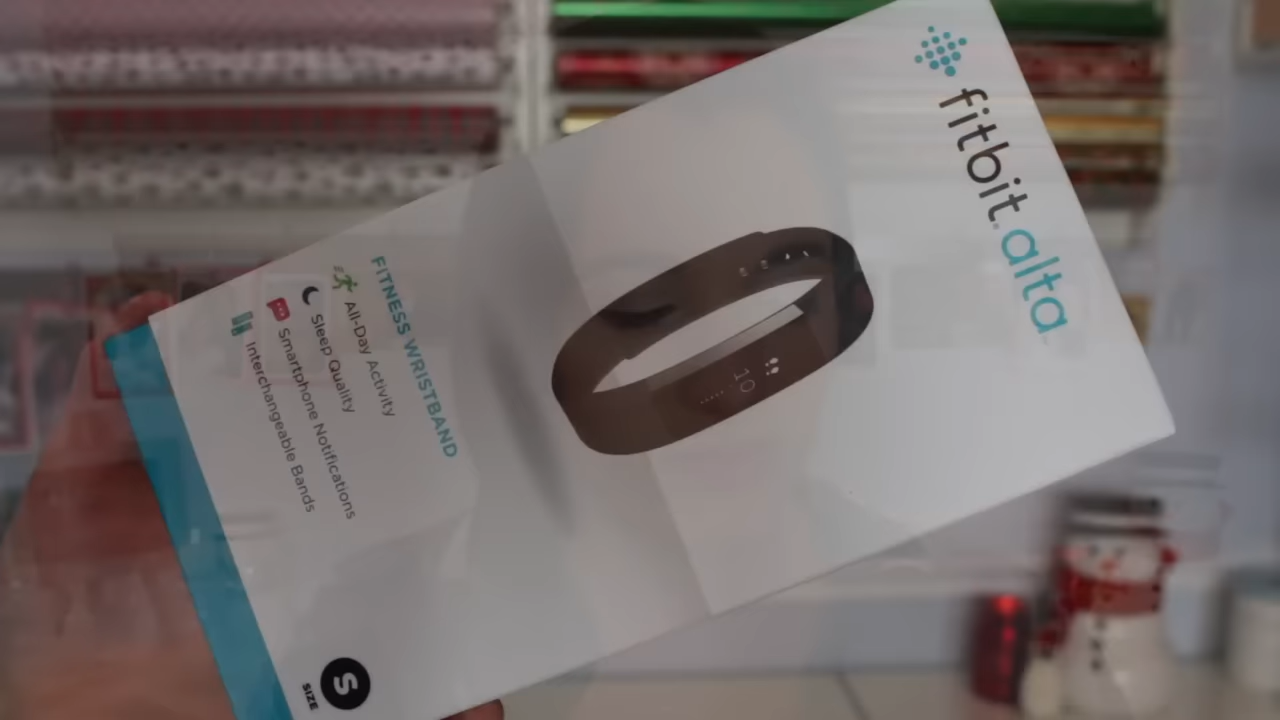 fitbit.alta
10
FITNESS WRISTBAND
All-Day Activity
Sleep Quality
Smartphone Notifications
Interchangeable Bands
S
SIZE